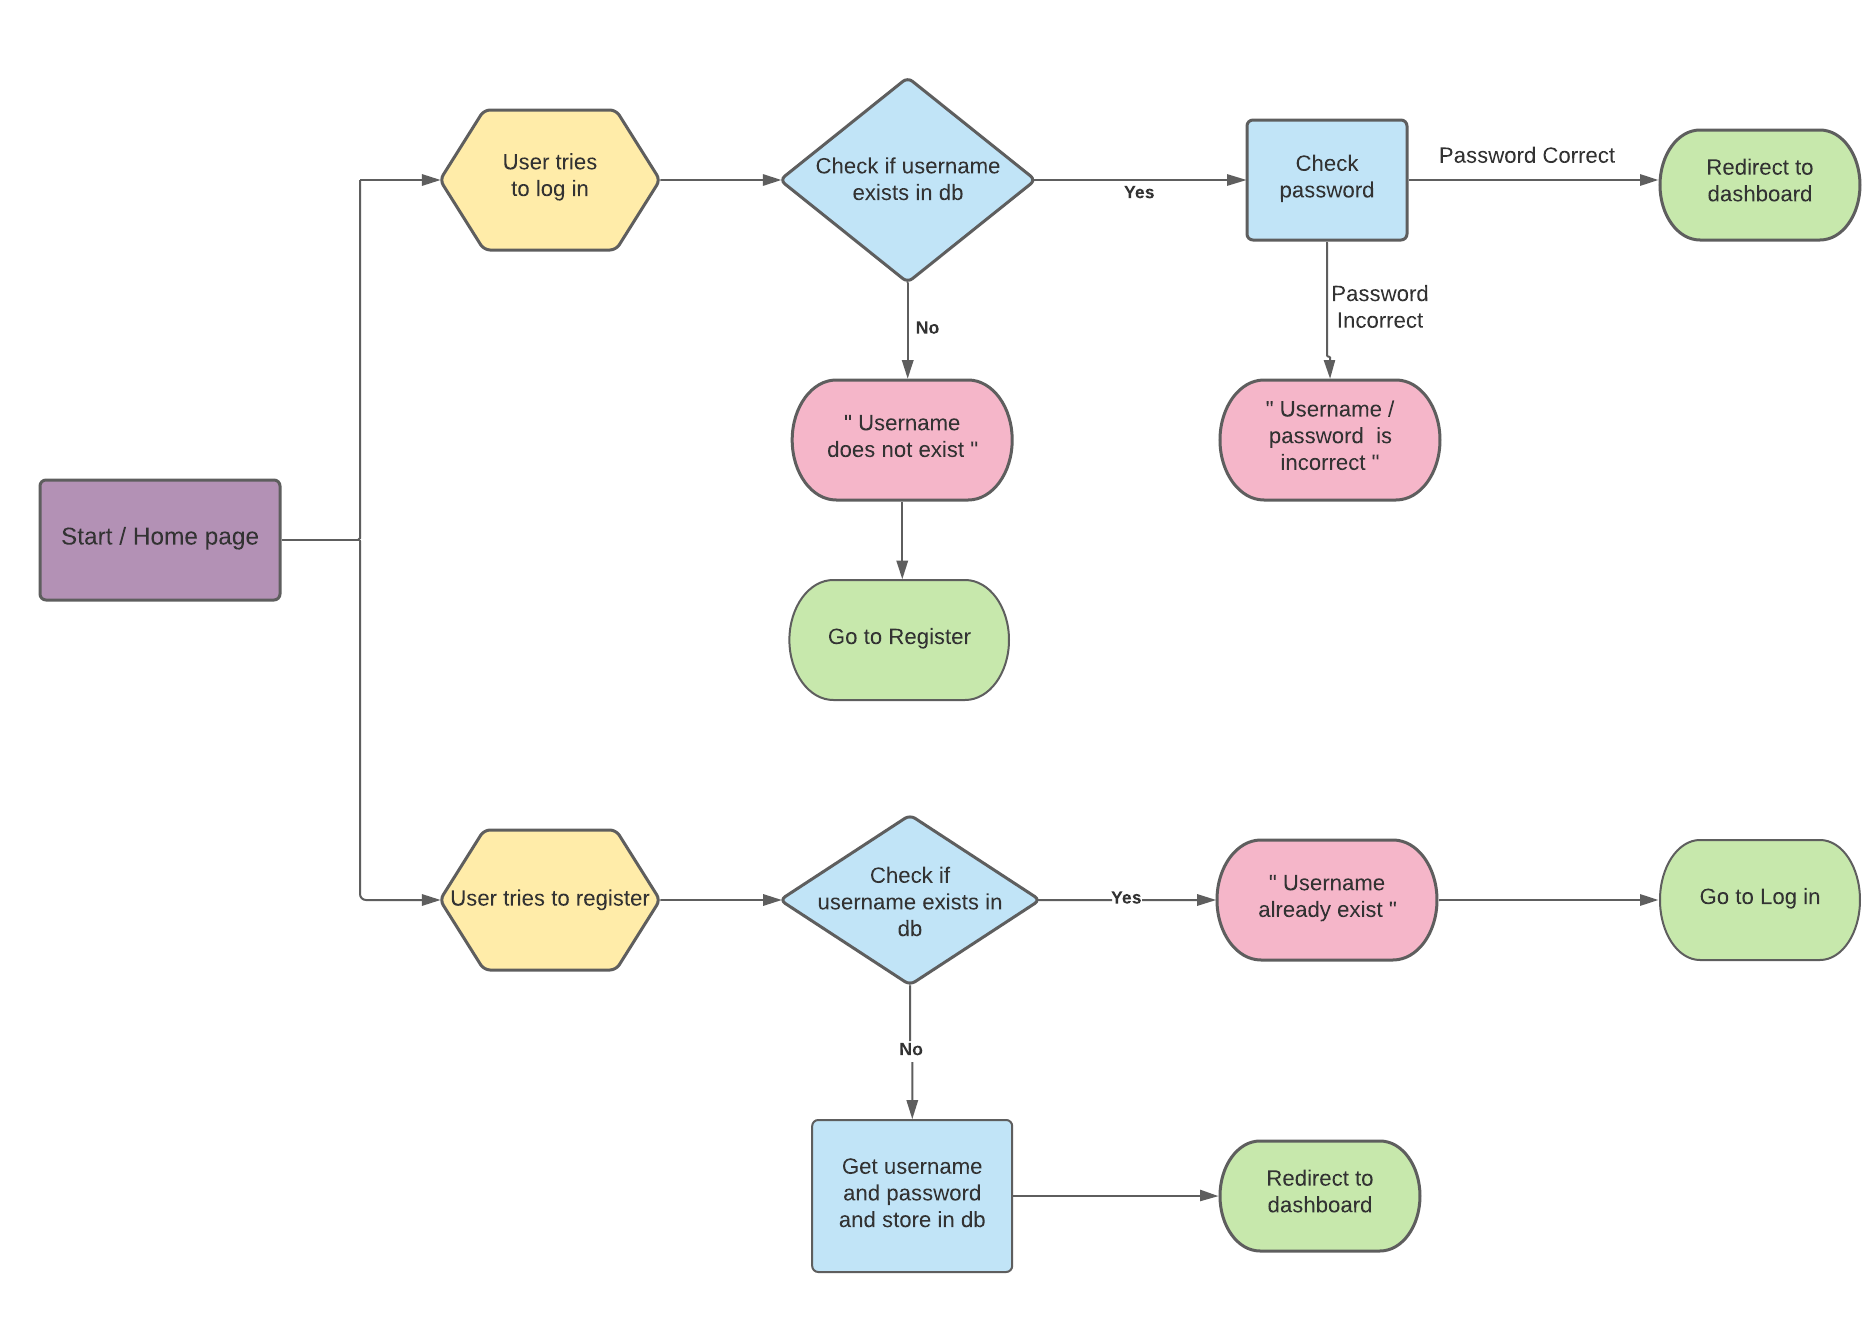 User tries
to log in
Check if username
exists in db
Yes
Check
password
Password Correct
Redirect to
dashboard
No
Password
Incorrect
" Username
does not exist "
" Username /
password  is
incorrect "
Start / Home page
Go to Register
User tries to register
Check if
username exists in
db
Yes
" Username
already exist "
Go to Log in
No
Get username
and password
and store in db
Redirect to
dashboard